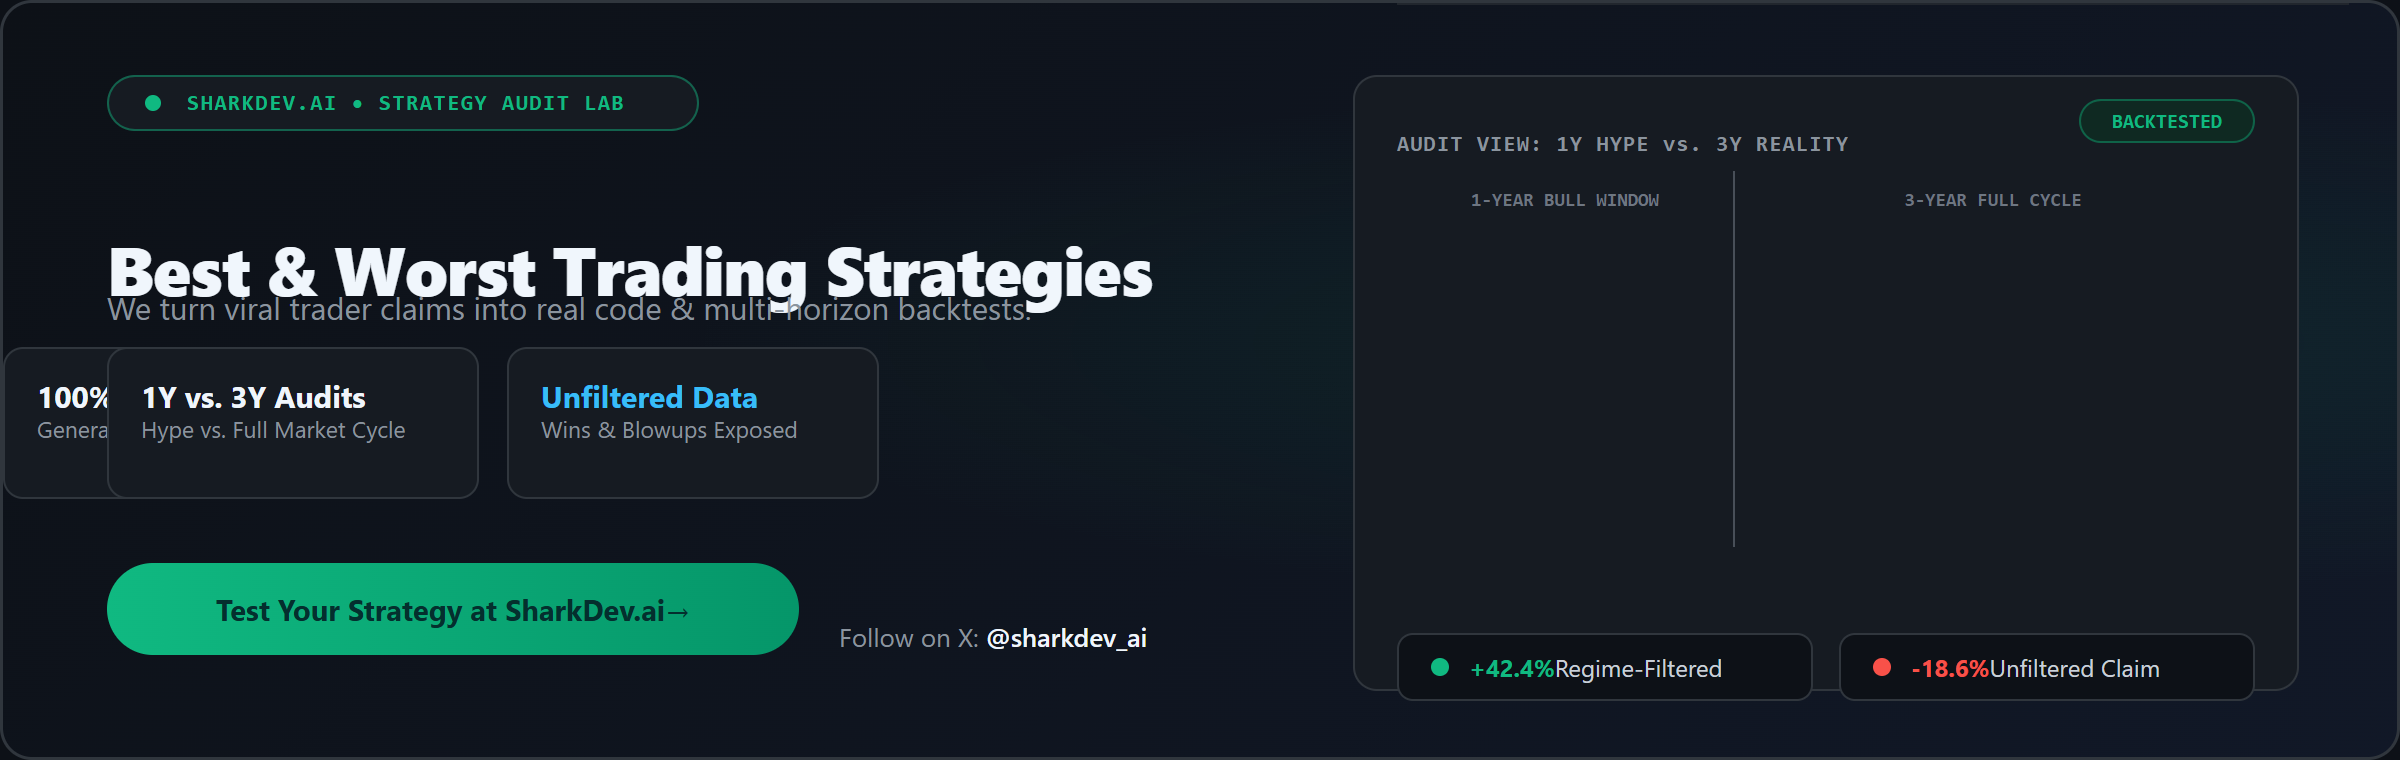 SHARKDEV.AI • STRATEGY AUDIT LAB
Best & Worst Trading Strategies
We turn viral trader claims into real code & multi-horizon backtests.
100%
Genera
1Y vs. 3Y Audits
Hype vs. Full Market Cycle
Unfiltered Data
Wins & Blowups Exposed
Test Your Strategy at SharkDev.ai→
Follow on X: @sharkdev_ai
BACKTESTED
AUDIT VIEW: 1Y HYPE vs. 3Y REALITY
1-YEAR BULL WINDOW
3-YEAR FULL CYCLE
+42.4%Regime-Filtered
-18.6%Unfiltered Claim